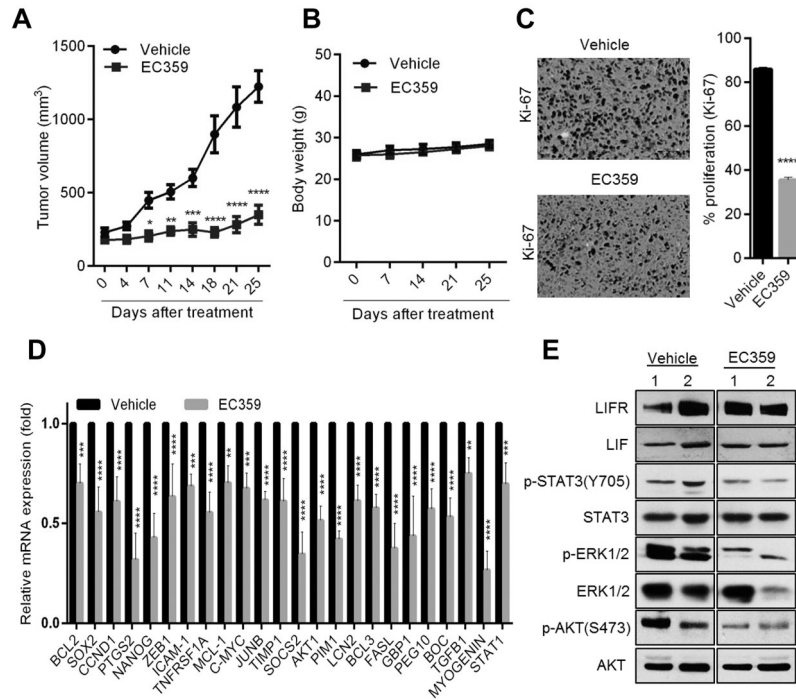 A
Vehicle
EC359
Tumor volume (mm3)
1500
1000
500
0
*
**
***
****
****
****
0
4
7
11
14
18
21
25
Days after treatment
B
Vehicle
EC359
Body weight (g)
50
40
30
20
10
0
0
7
14
21
25
Days after treatment
C
Vehicle
Ki-67
EC359
Ki-67
% proliferation (Ki-67)
100
80
60
40
20
0
****
Vehicle
EC359
D
Vehicle
EC359
Relative mRNA expression (fold)
1.0
0.5
0.0
***
****
****
****
****
****
***
****
**
***
****
****
****
****
****
****
****
****
****
****
****
**
****
***
BCL2
SOX2
CCND1
PTGS2
NANOG
ZEB1
ICAM-1
TNFRSF1A
MCL-1
C-MYC
JUNB
TIMP1
SOCS2
AKT1
PIM1
LCN2
BCL3
FASL
GBP1
PEG10
BOC
TGFB1
MYOGENIN
STAT1
E
Vehicle EC359
1 2 1 2
LIFR
LIF
p-STAT3(Y705)
STAT3
p-ERK1/2
ERK1/2
p-AKT(S473)
AKT